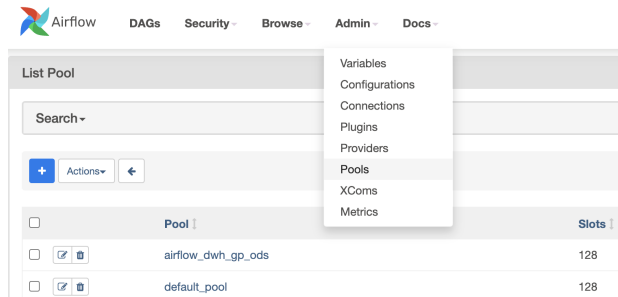 Airflow DAGs Security Browse Admin Docs
List Pool
Variables
Configurations
Connections
Plugins
Providers
Pools
XComs
Metrics
Search
+ Actions
Pool Slots
airflow_dwh_gp_ods 128
default_pool 128